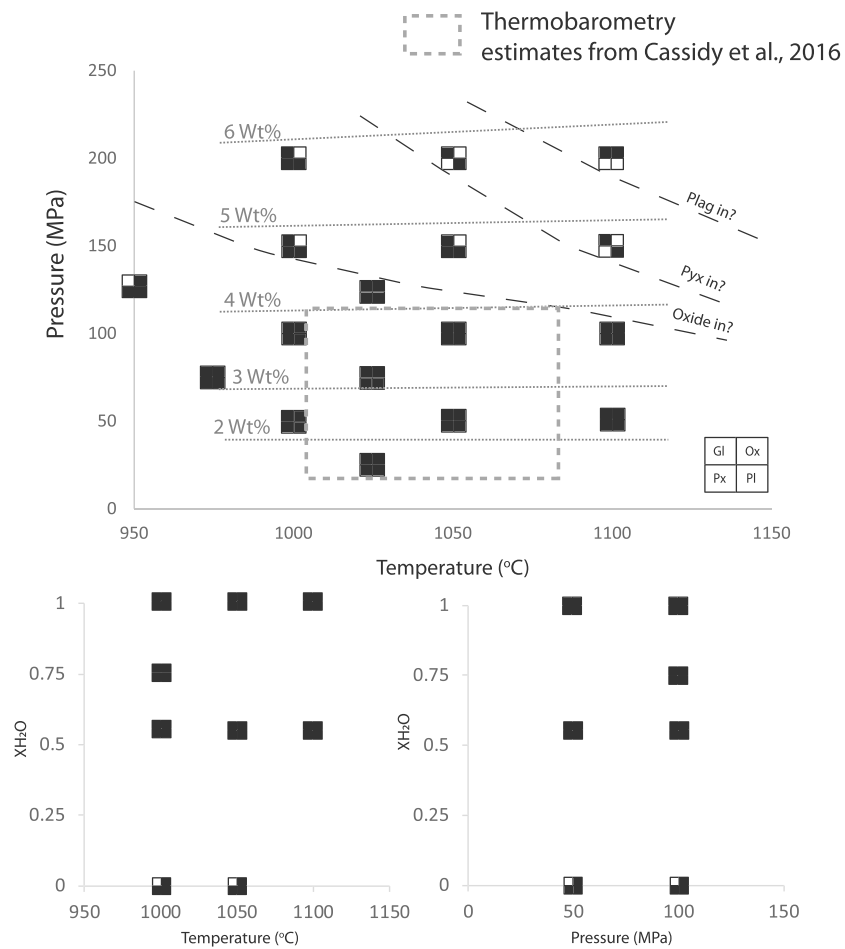 Thermobarometry
estimates from Cassidy et al., 2016
250
6 Wt%
200
Plag in?
5 Wt%
150
Pyx in?
4 Wt%
Oxide in?
100
3 Wt%
2 Wt%
50
Gl Ox
Px Pl
0
950 1000 1050 1100 1150
Pressure (MPa)
Temperature (°C)
1
0.75
0.5
0.25
0
XH₂O
950 1000 1050 1100 1150
Temperature (°C)
1
0.75
0.5
0.25
0
XH₂O
0 50 100 150
Pressure (MPa)